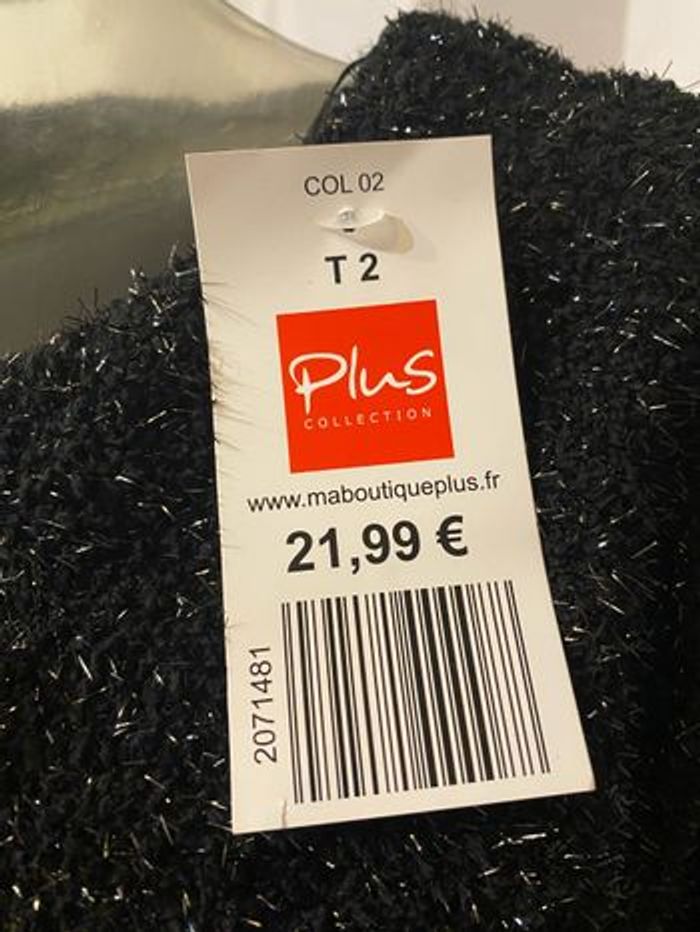 COL 02
T 2
Plus
COLLECTION
www.maboutiqueplus.fr
21,99 €
2071481